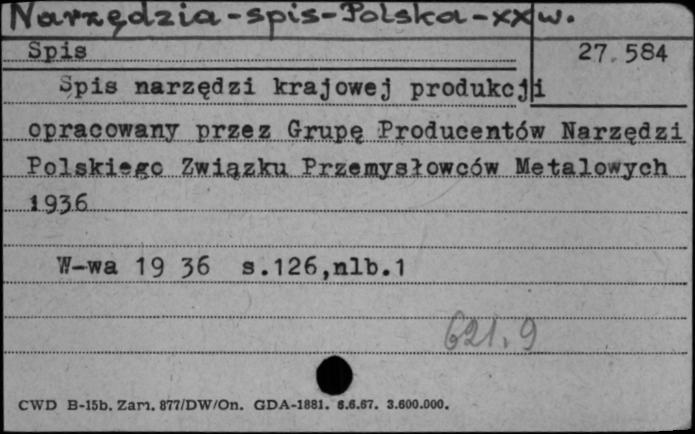 Narzędzia-spis-Polska-XX w.
Spis 27.584
Spis narzędzi krajowej produkcji
opracowany przez Grupę Producentów Narzędzi
Polskiego Związku Przemysłowców Metalowych
1936
W-wa 19 36 s.126,nlb.1
621.9
CWD B-15b. Zam. 877/DW/On. GDA-1881. 6.6.67. 3.600.000.